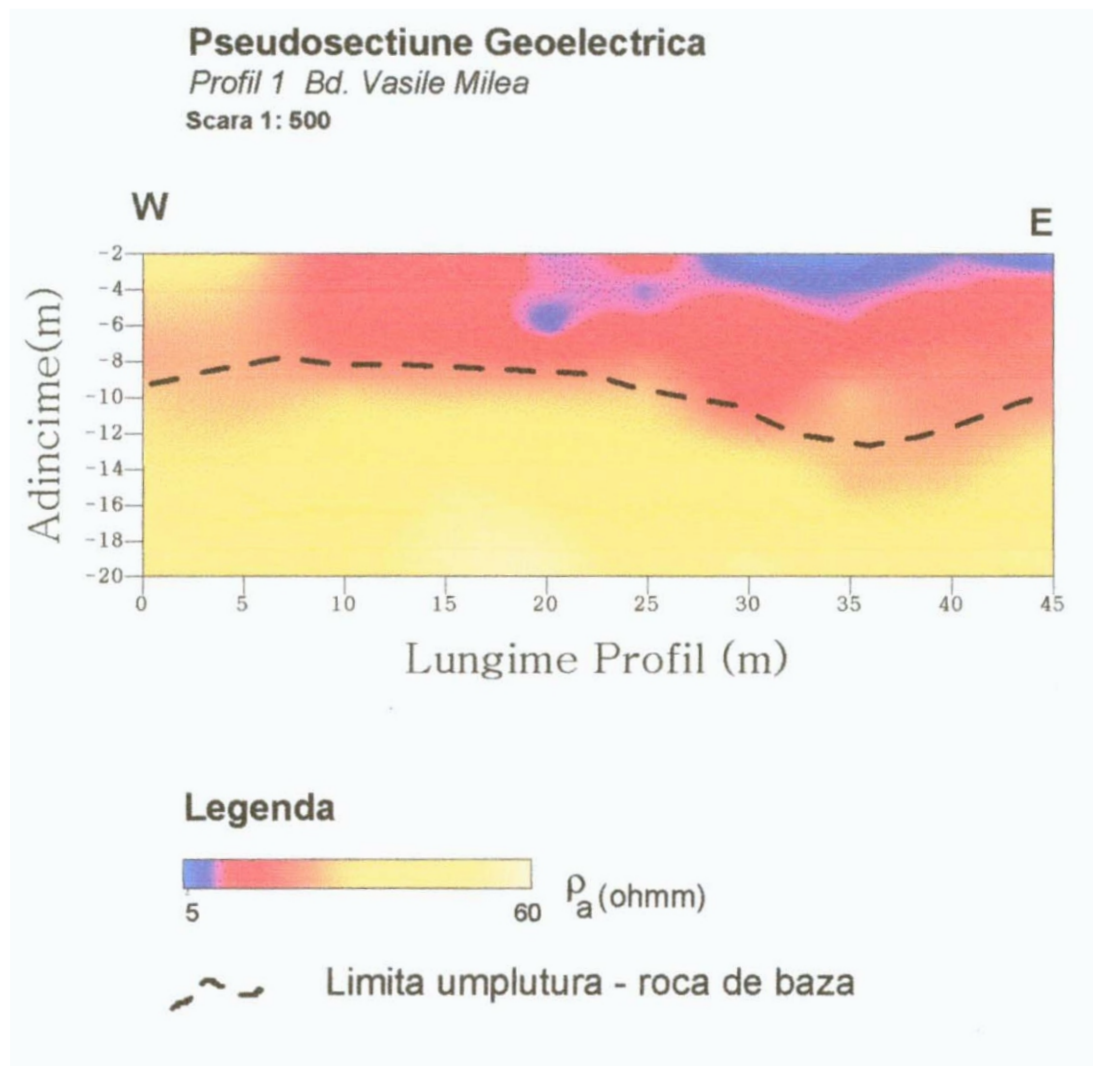 Pseudosectiune Geoelectrica
Profil 1 Bd. Vasile Milea
Scara 1: 500
W
E
-2
-4
-6
-8
-10
-12
-14
-16
-18
-20
Adincime(m)
0 5 10 15 20 25 30 35 40 45
Lungime Profil (m)
Legenda
5 60 ρa (ohmm)
Limita umplutura - roca de baza